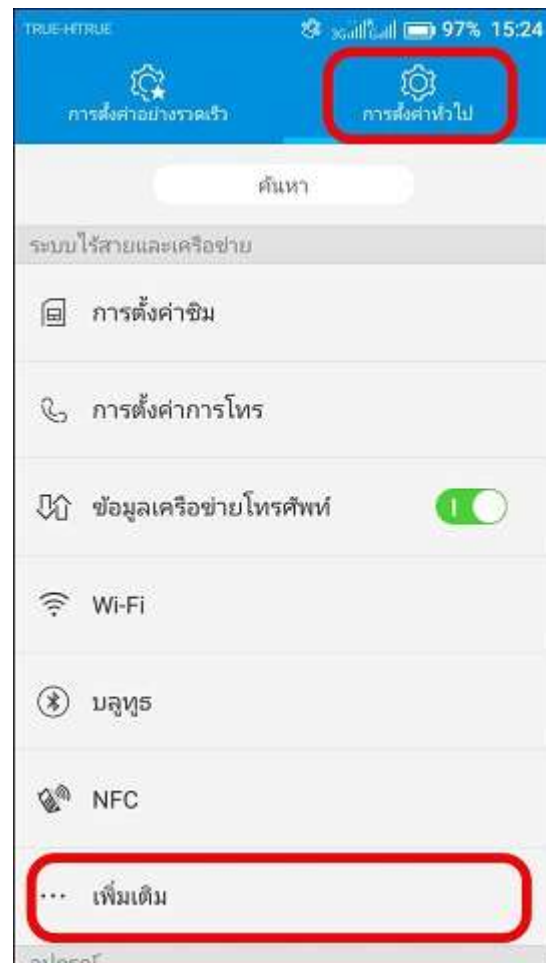 TRUE-HTRUE 97% 15:24
การตั้งค่าอย่างรวดเร็ว การตั้งค่าทั่วไป
ค้นหา
ระบบไร้สายและเครือข่าย
การตั้งค่าซิม
การตั้งค่าการโทร
ข้อมูลเครือข่ายโทรศัพท์
Wi-Fi
บลูทูธ
NFC
เพิ่มเติม